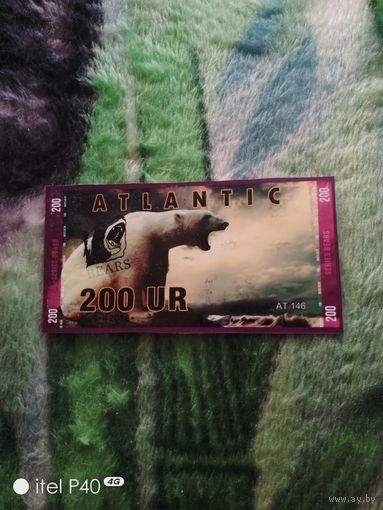 200
ATLANTIC
200
SERIES BEARS
BEARS
SERIES BEARS
200 UR
AT 146
200
200
itel P40 4G
www.ay.by